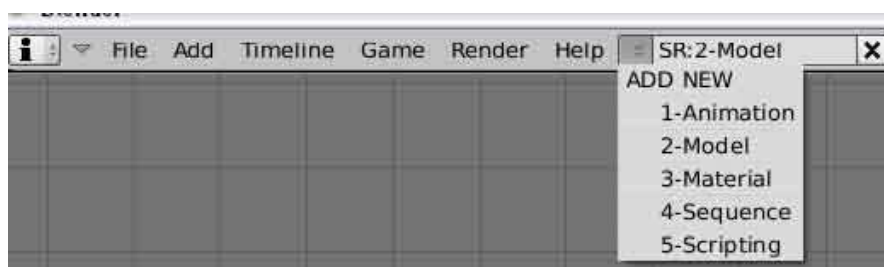 File Add Timeline Game Render Help SR:2-Model
ADD NEW
1-Animation
2-Model
3-Material
4-Sequence
5-Scripting